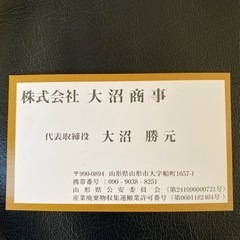 株式会社 大沼商事
代表取締役 大沼 勝元
〒990-0894 山形県山形市大字船町1657-1
携帯番号：090-9038-8251
山形県公安委員会（第241090000721号）
産業廃棄物収集運搬業許可番号（第0601182404号）